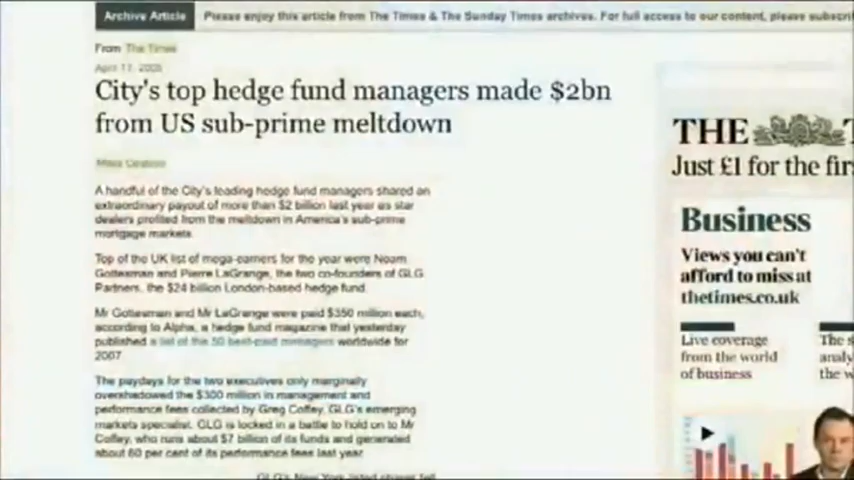 Archive Article Please enjoy this article from The Times & The Sunday Times archives. For full access to our content, please subscri
From The Times
April 17, 2008
City's top hedge fund managers made $2bn
from US sub-prime meltdown
A handful of the City's leading hedge fund managers shared an
extraordinary payout of more than $2 billion last year as star
dealers profited from the meltdown in America's sub-prime
mortgage markets.
Top of the UK list of mega-earners for the year were Noam
Gottesman and Pierre LaGrange, the two co-founders of GLG
Partners, the $24 billion London-based hedge fund.
Mr Gottesman and Mr LaGrange were paid $350 million each,
according to Alpha, a hedge fund magazine that yesterday
published a list of the 50 best-paid managers worldwide for
2007.
The paydays for the two executives only marginally
overshadowed the $300 million in management and
performance fees collected by Greg Coffey, GLG's emerging
markets specialist. GLG is locked in a battle to hold on to Mr
Coffey, who runs about $7 billion of its funds and generated
about 60 per cent of its performance fees last year.
GLG's New York-listed shares fell
THE T
Just £1 for the firs
Business
Views you can't
afford to miss at
thetimes.co.uk
Live coverage
from the world
of business
The s
analy
the w